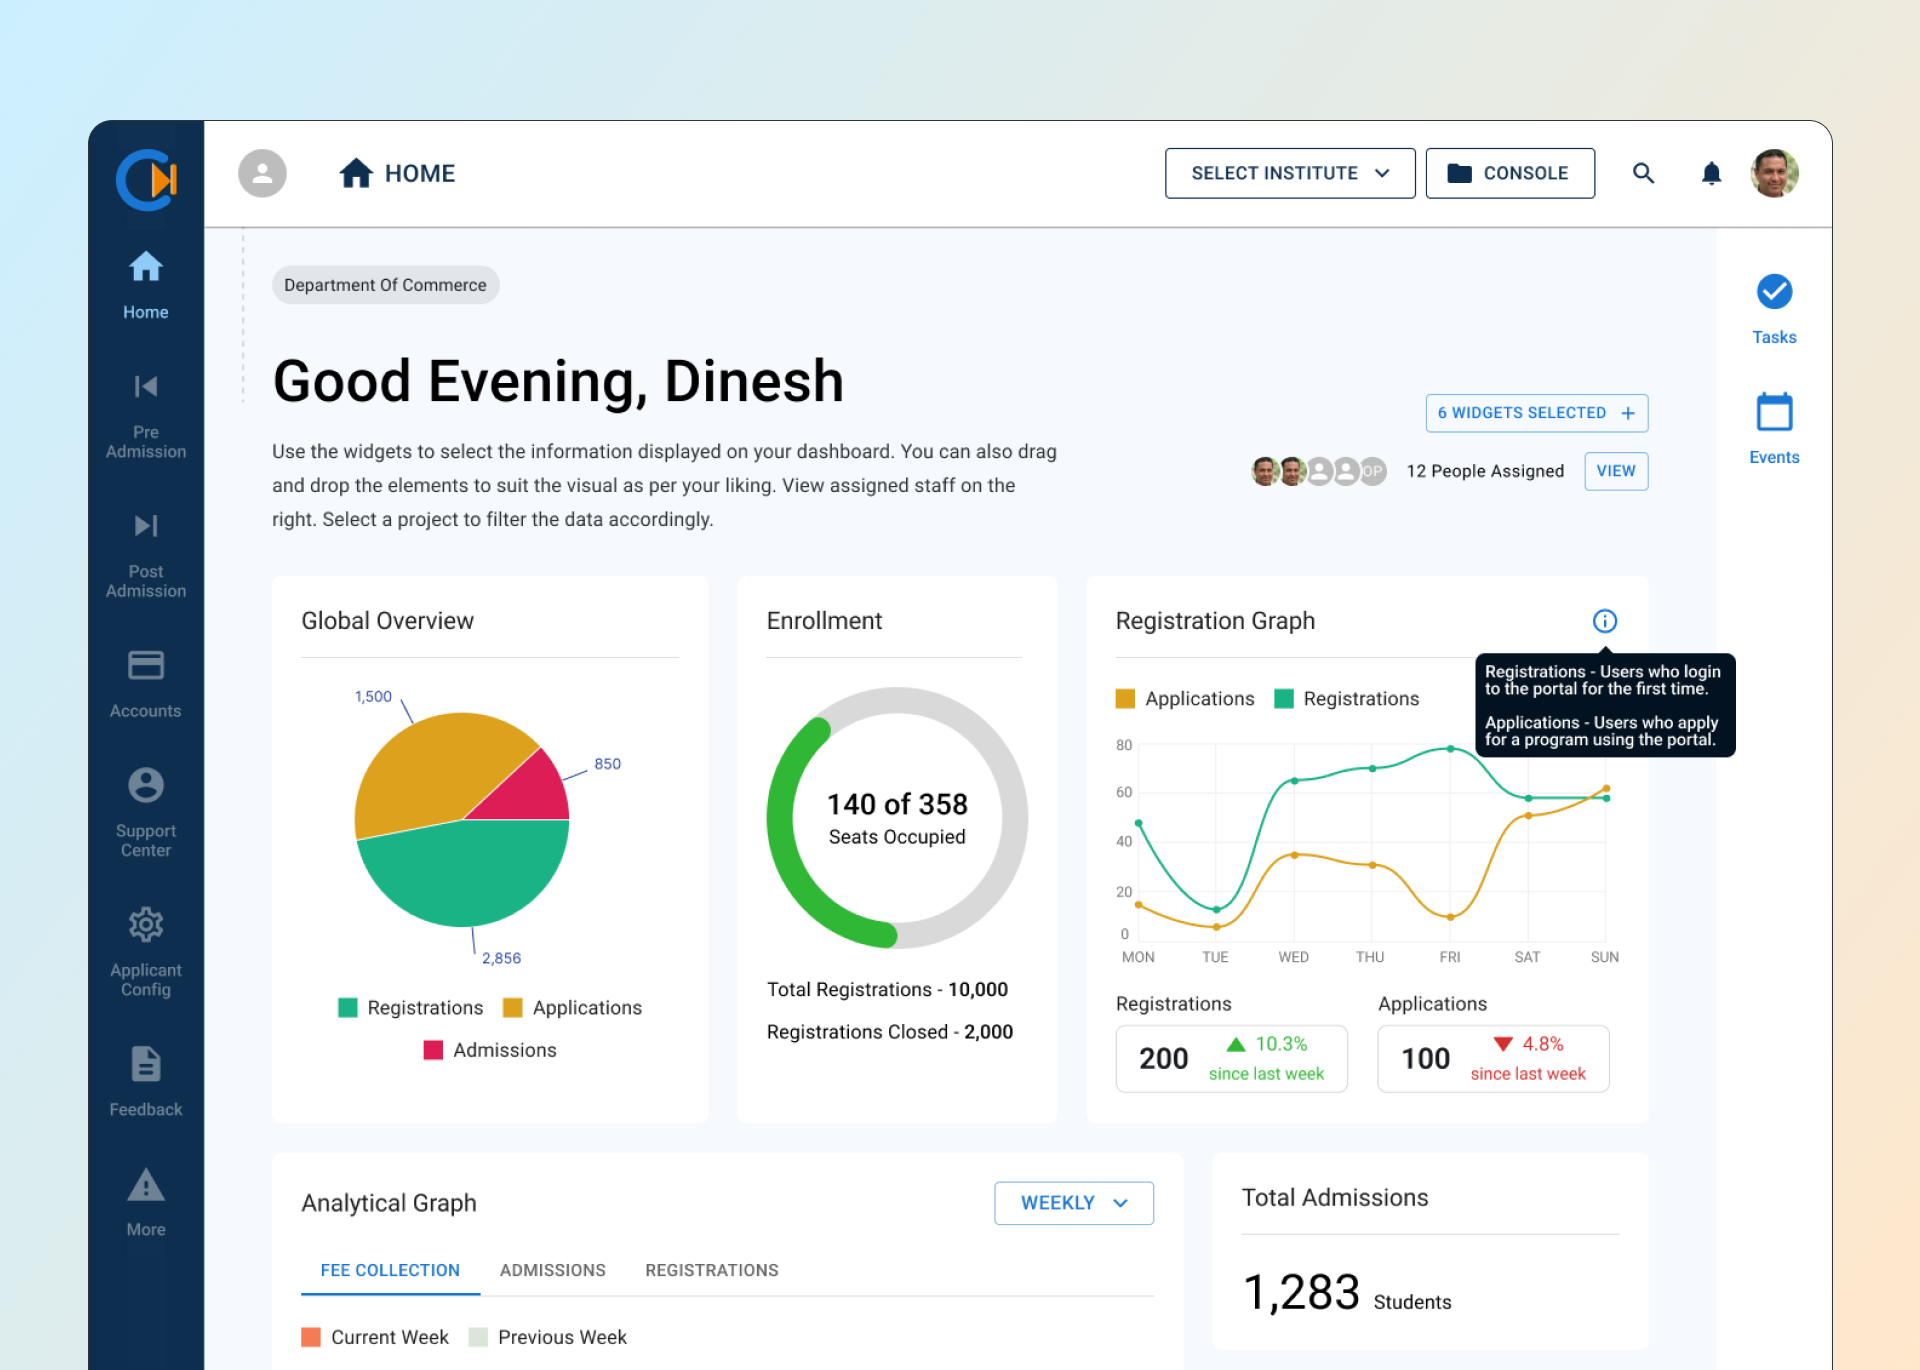 HOME
SELECT INSTITUTE
CONSOLE
Home
Pre
Admission
Post
Admission
Accounts
Support
Center
Applicant
Config
Feedback
More
Department Of Commerce
Good Evening, Dinesh
Use the widgets to select the information displayed on your dashboard. You can also drag
and drop the elements to suit the visual as per your liking. View assigned staff on the
right. Select a project to filter the data accordingly.
6 WIDGETS SELECTED +
OP
12 People Assigned
VIEW
Tasks
Events
Global Overview
1,500
850
2,856
Registrations
Applications
Admissions
Enrollment
140 of 358
Seats Occupied
Total Registrations - 10,000
Registrations Closed - 2,000
Registration Graph
Registrations - Users who login
to the portal for the first time.
Applications - Users who apply
for a program using the portal.
Applications
Registrations
80
60
40
20
0
MON
TUE
WED
THU
FRI
SAT
SUN
Registrations
200
10.3%
since last week
Applications
100
4.8%
since last week
Analytical Graph
WEEKLY
FEE COLLECTION
ADMISSIONS
REGISTRATIONS
Current Week
Previous Week
Total Admissions
1,283 Students